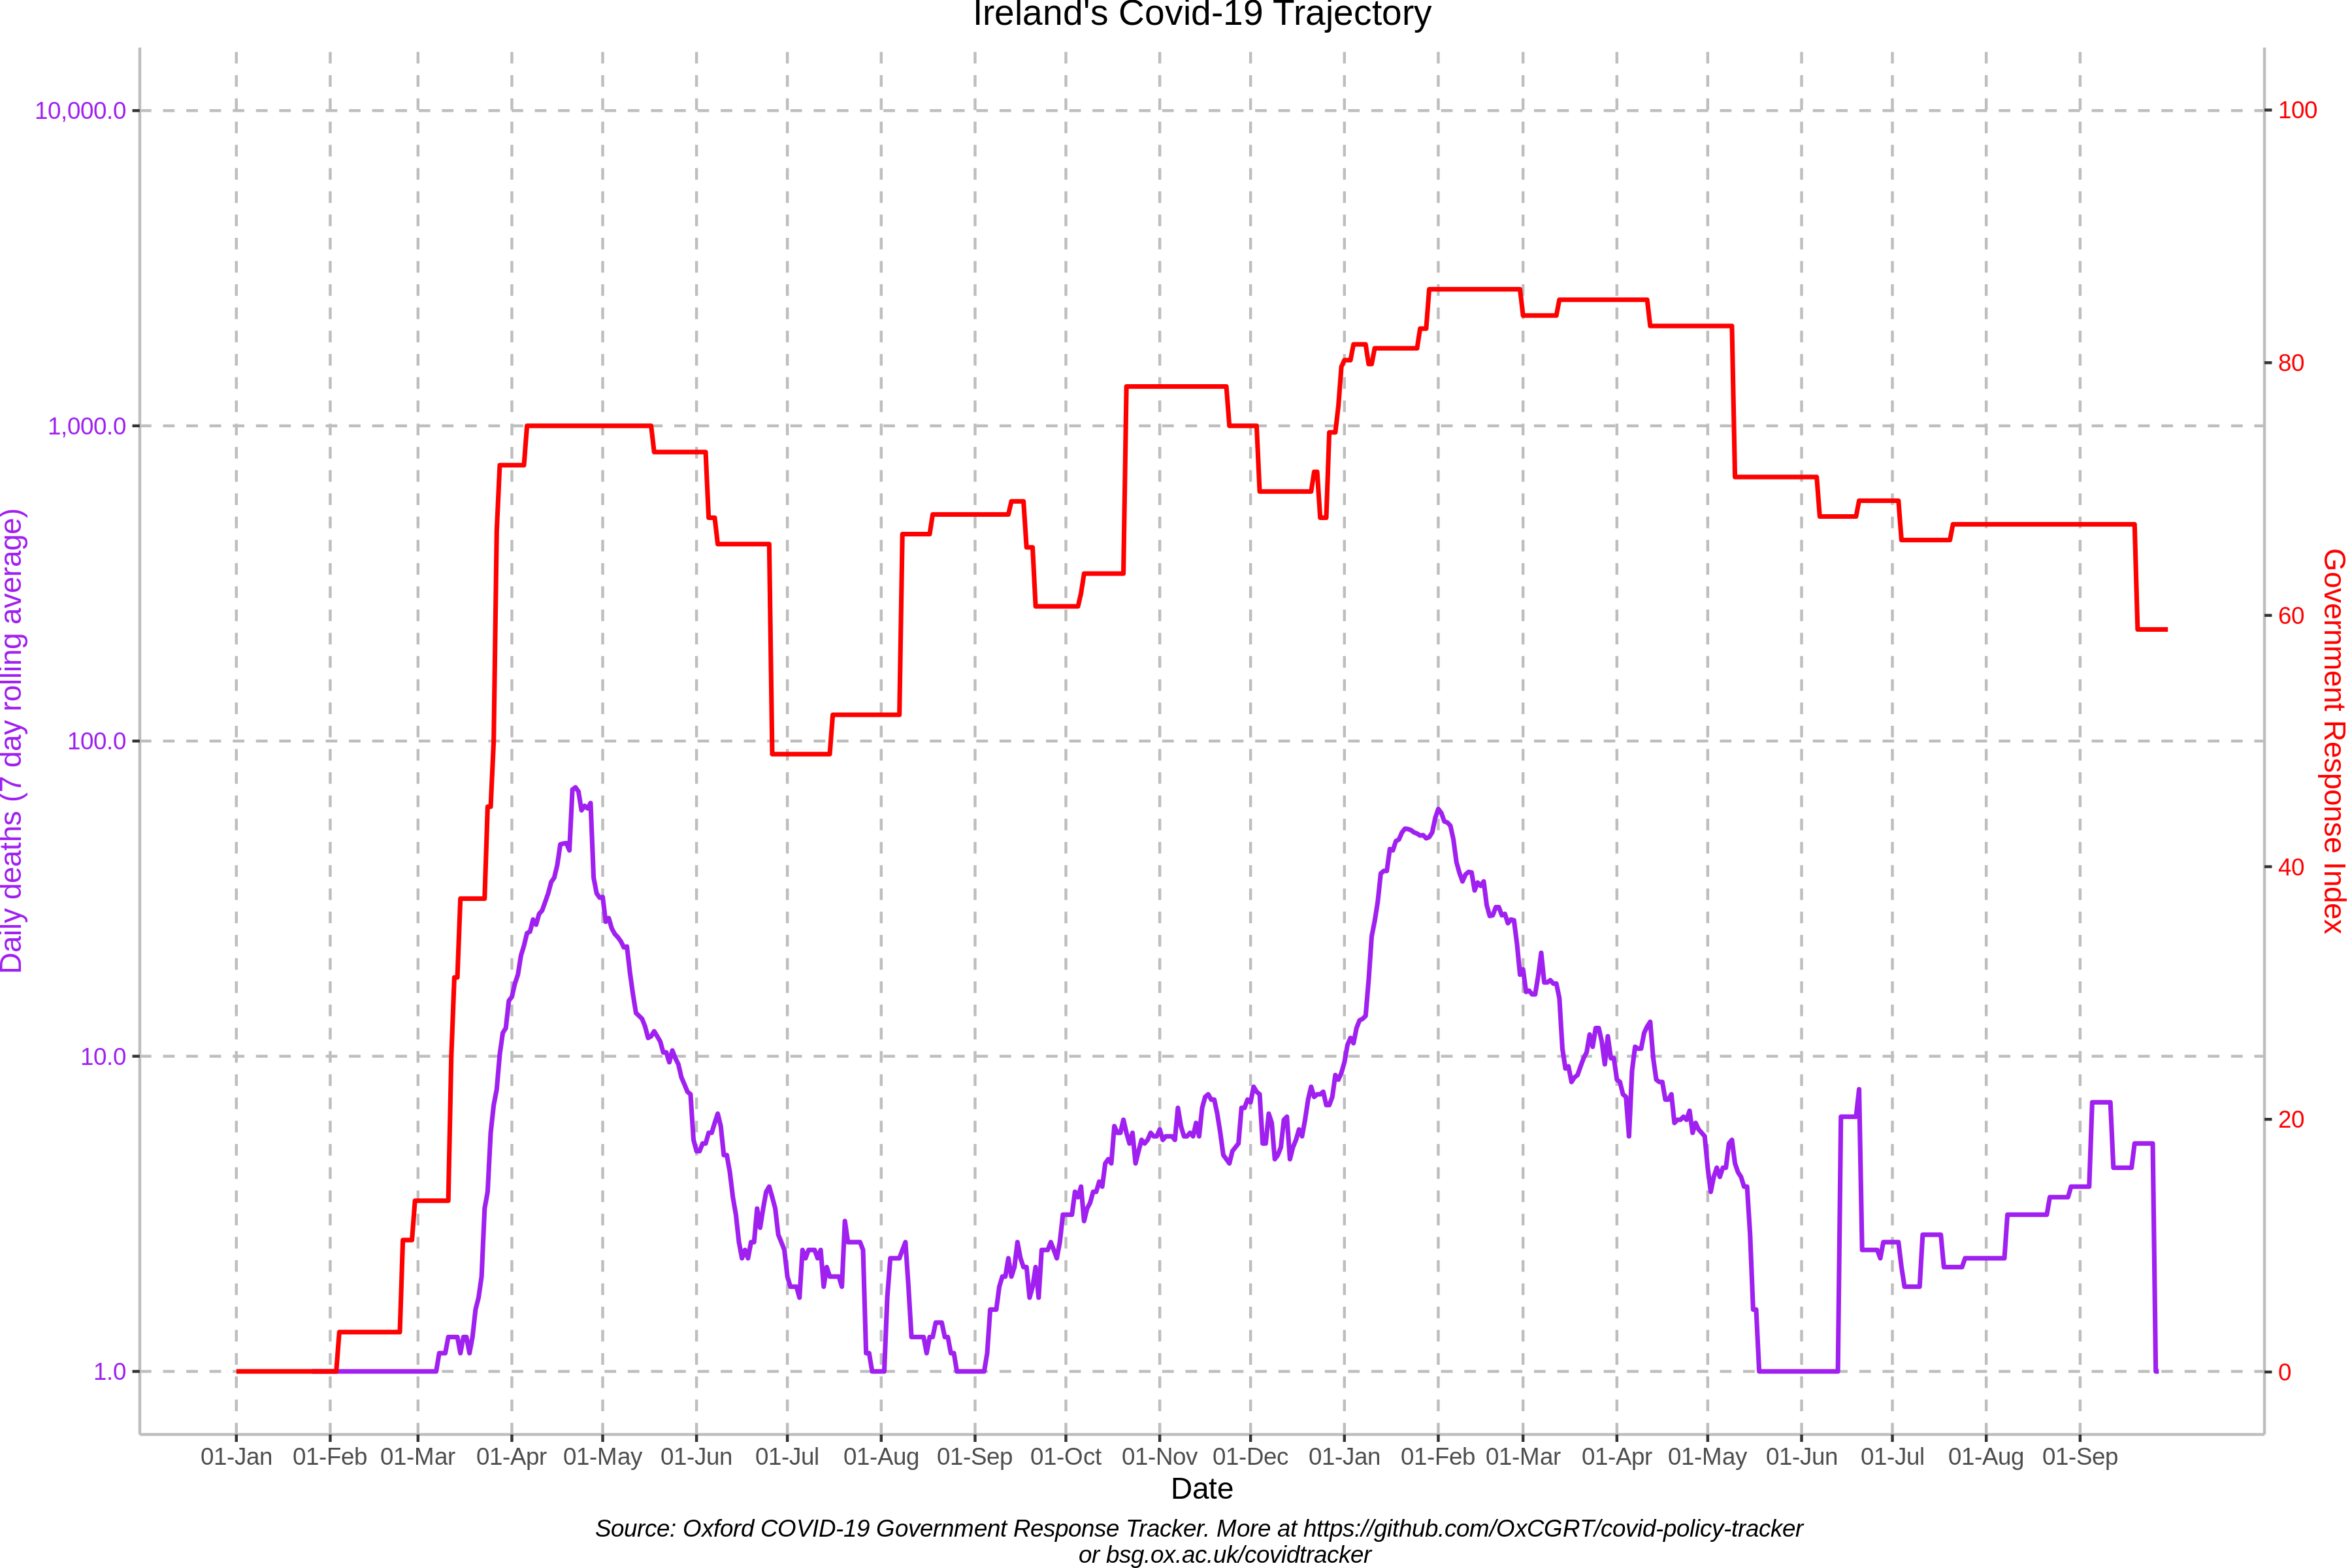 Ireland's Covid-19 Trajectory
10,000.0
1,000.0
100.0
10.0
1.0
Daily deaths (7 day rolling average)
100
80
60
40
20
0
Government Response Index
01-Jan 01-Feb 01-Mar 01-Apr 01-May 01-Jun 01-Jul 01-Aug 01-Sep 01-Oct 01-Nov 01-Dec 01-Jan 01-Feb 01-Mar 01-Apr 01-May 01-Jun 01-Jul 01-Aug 01-Sep
Date
Source: Oxford COVID-19 Government Response Tracker. More at https://github.com/OxCGRT/covid-policy-tracker
or bsg.ox.ac.uk/covidtracker